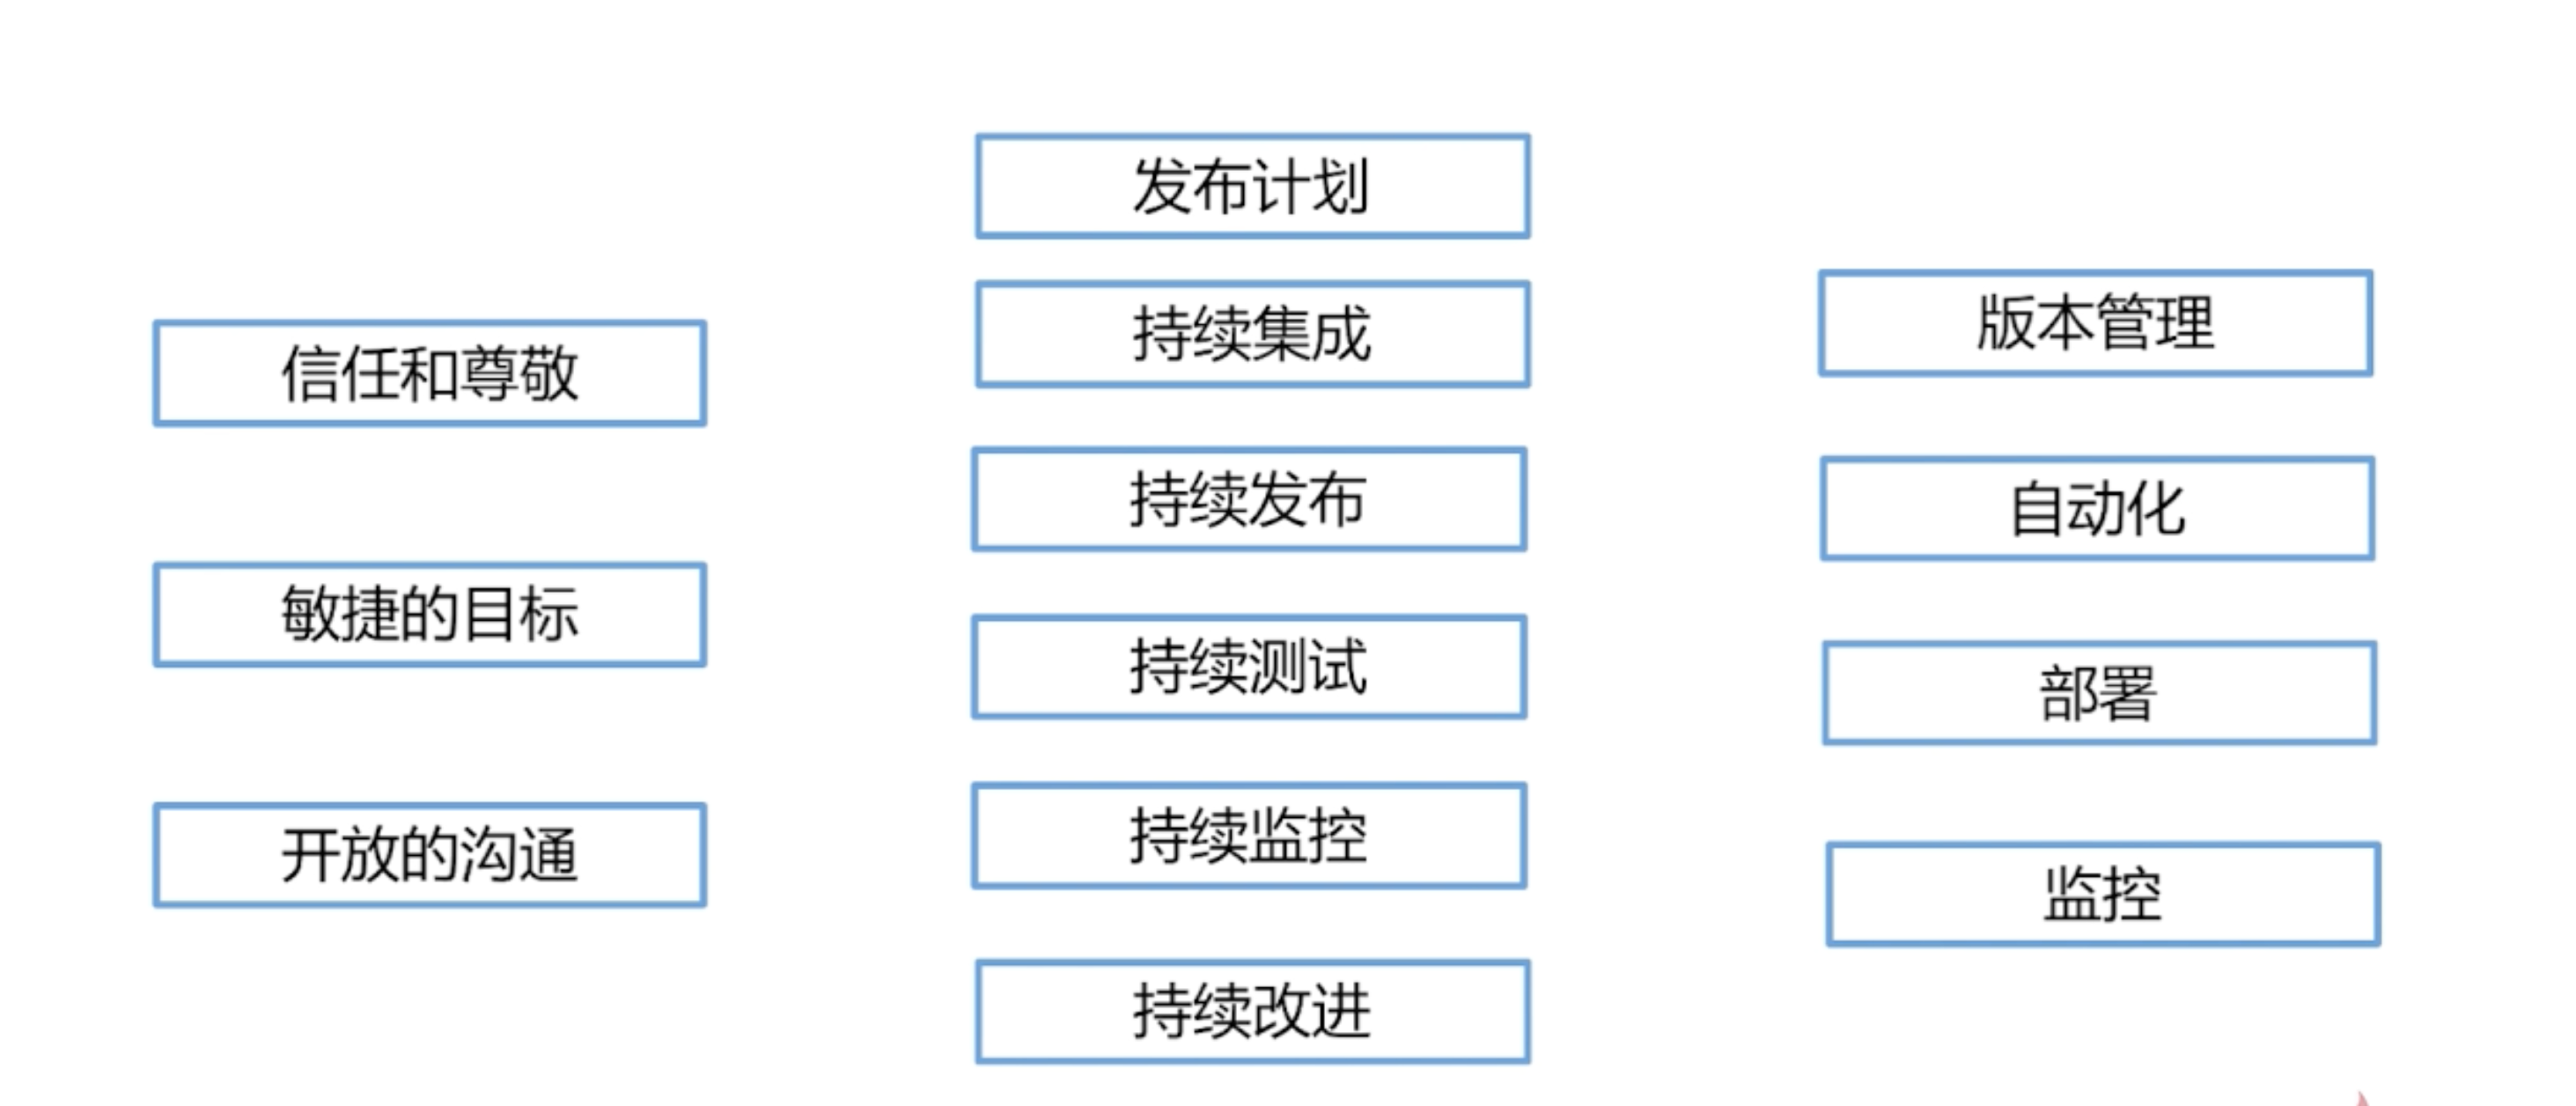 信任和尊敬
敏捷的目标
开放的沟通
发布计划
持续集成
持续发布
持续测试
持续监控
持续改进
版本管理
自动化
部署
监控